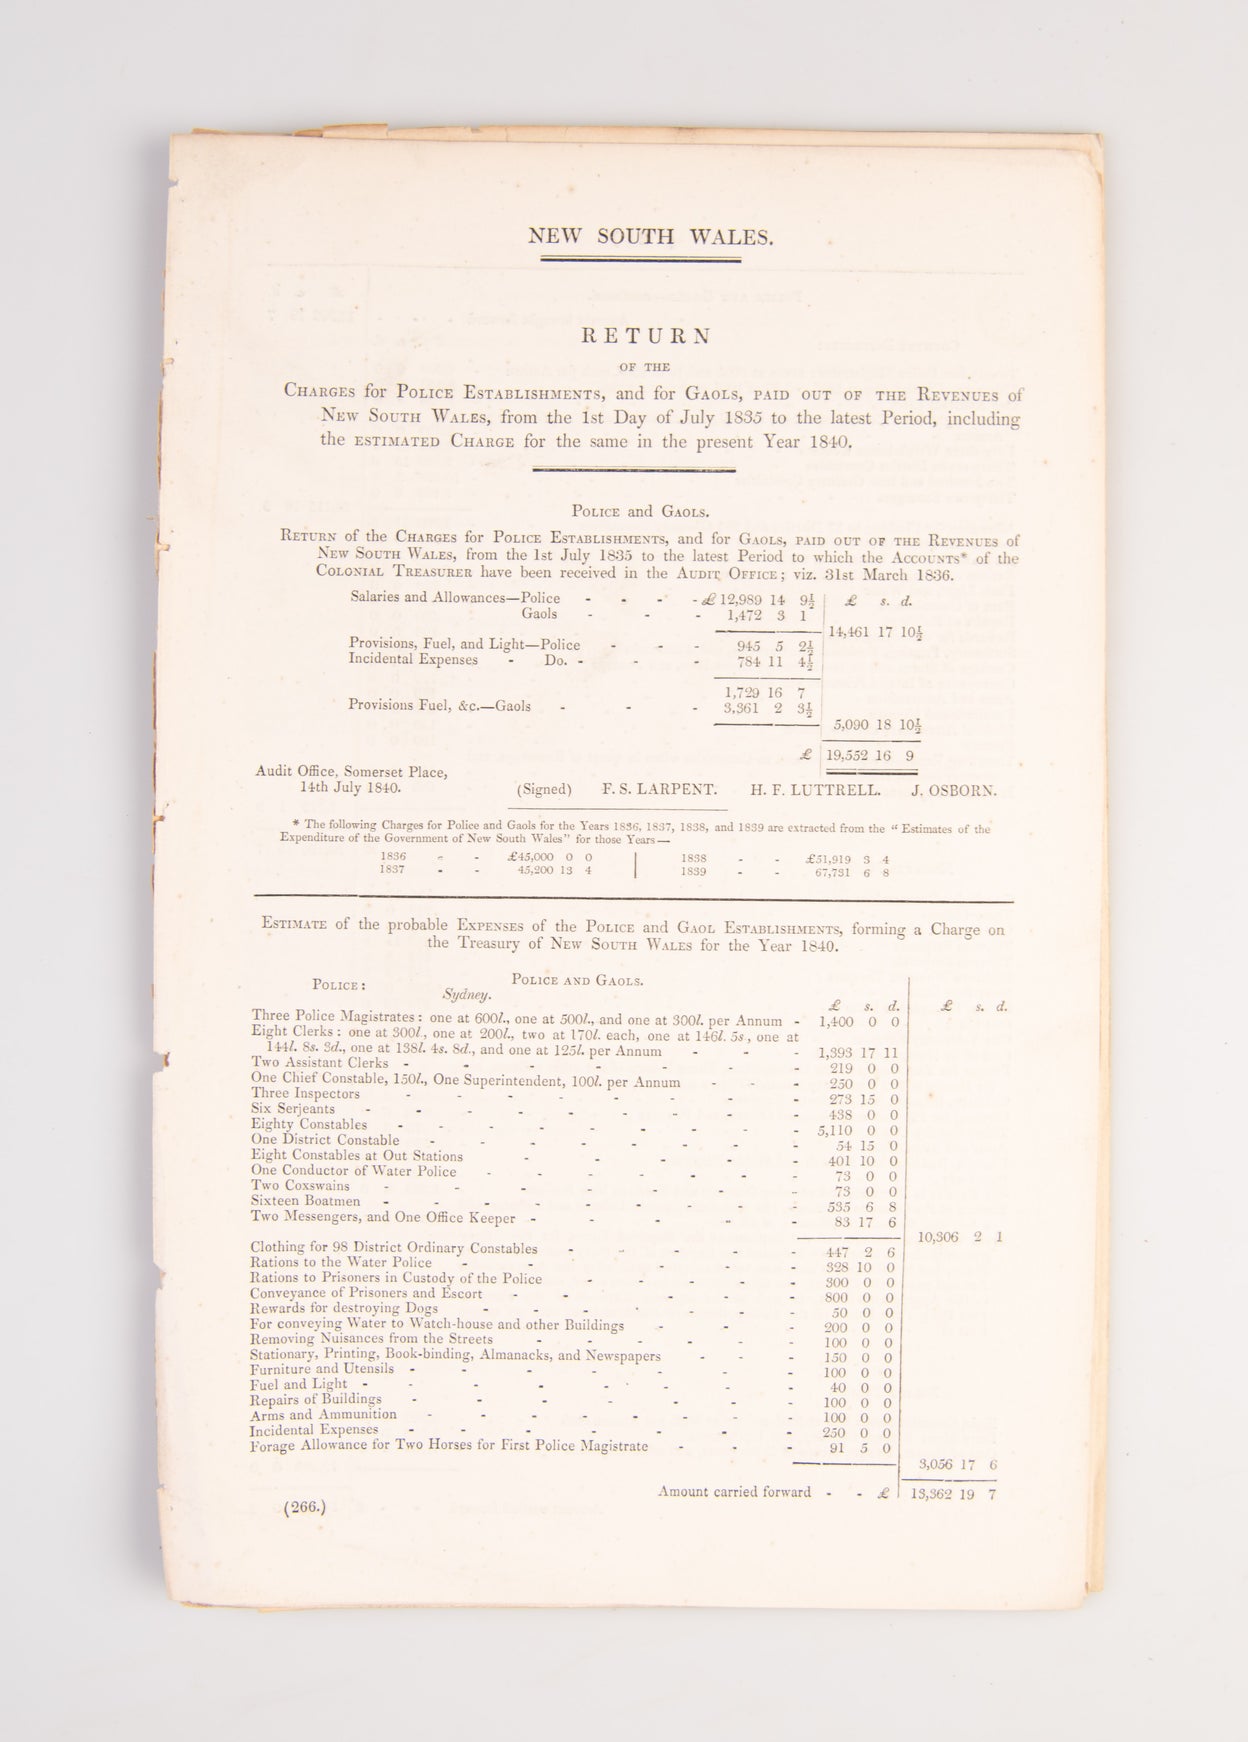 NEW SOUTH WALES.
RETURN
OF THE
CHARGES for POLICE ESTABLISHMENTS, and for GAOLS, PAID OUT OF THE REVENUES of
NEW SOUTH WALES, from the 1st Day of July 1835 to the latest Period, including
the ESTIMATED CHARGE for the same in the present Year 1840.
POLICE and GAOLS.
RETURN of the CHARGES for POLICE ESTABLISHMENTS, and for GAOLS, PAID OUT OF THE REVENUES of
NEW SOUTH WALES, from the 1st July 1835 to the latest Period to which the ACCOUNTS* of the
COLONIAL TREASURER have been received in the AUDIT OFFICE; viz. 31st March 1836.
Salaries and Allowances—Police - - - - £ 12,989 14 9½ £ s. d.
Gaols - - - 1,472 3 1
14,461 17 10½
Provisions, Fuel, and Light—Police - - - 945 5 2½
Incidental Expenses - Do. - - - 784 11 4½
1,729 16 7
Provisions Fuel, &c.—Gaols - - - 3,361 2 3½
5,090 18 10½
£ 19,552 16 9
Audit Office, Somerset Place,
14th July 1840. (Signed) F. S. LARPENT. H. F. LUTTRELL. J. OSBORN.
* The following Charges for Police and Gaols for the Years 1836, 1837, 1838, and 1839 are extracted from the "Estimates of the
Expenditure of the Government of New South Wales" for those Years—
1836 - - £45,000 0 0 1838 - - £51,919 3 4
1837 - - 45,200 13 4 1839 - - 67,731 6 8
ESTIMATE of the probable EXPENSES of the POLICE and GAOL ESTABLISHMENTS, forming a Charge on
the Treasury of NEW SOUTH WALES for the Year 1840.
POLICE AND GAOLS.
POLICE:
Sydney.
£ s. d. £ s. d.
Three Police Magistrates: one at 600l., one at 500l., and one at 300l. per Annum - 1,400 0 0
Eight Clerks: one at 300l., one at 200l., two at 170l. each, one at 146l. 5s., one at
144l. 8s. 3d., one at 138l. 4s. 8d., and one at 125l. per Annum - - - 1,393 17 11
Two Assistant Clerks - - - - - - - 219 0 0
One Chief Constable, 150l., One Superintendent, 100l. per Annum - - - 250 0 0
Three Inspectors - - - - - - - 273 15 0
Six Serjeants - - - - - - - - 438 0 0
Eighty Constables - - - - - - - - 5,110 0 0
One District Constable - - - - - - - 54 15 0
Eight Constables at Out Stations - - - - - 401 10 0
One Conductor of Water Police - - - - - - 73 0 0
Two Coxswains - - - - - - - 73 0 0
Sixteen Boatmen - - - - - - - - 535 6 8
Two Messengers, and One Office Keeper - - - - - 83 17 6
10,306 2 1
Clothing for 98 District Ordinary Constables - - - - - 447 2 6
Rations to the Water Police - - - - - 328 10 0
Rations to Prisoners in Custody of the Police - - - - - 300 0 0
Conveyance of Prisoners and Escort - - - - - 800 0 0
Rewards for destroying Dogs - - - - - - 50 0 0
For conveying Water to Watch-house and other Buildings - - - 200 0 0
Removing Nuisances from the Streets - - - - - - 100 0 0
Stationary, Printing, Book-binding, Almanacks, and Newspapers - - - 150 0 0
Furniture and Utensils - - - - - - - 100 0 0
Fuel and Light - - - - - - - - 40 0 0
Repairs of Buildings - - - - - - - 100 0 0
Arms and Ammunition - - - - - - - - 100 0 0
Incidental Expenses - - - - - - - 250 0 0
Forage Allowance for Two Horses for First Police Magistrate - - - 91 5 0
3,056 17 6
Amount carried forward - - £ 13,362 19 7
(266.)